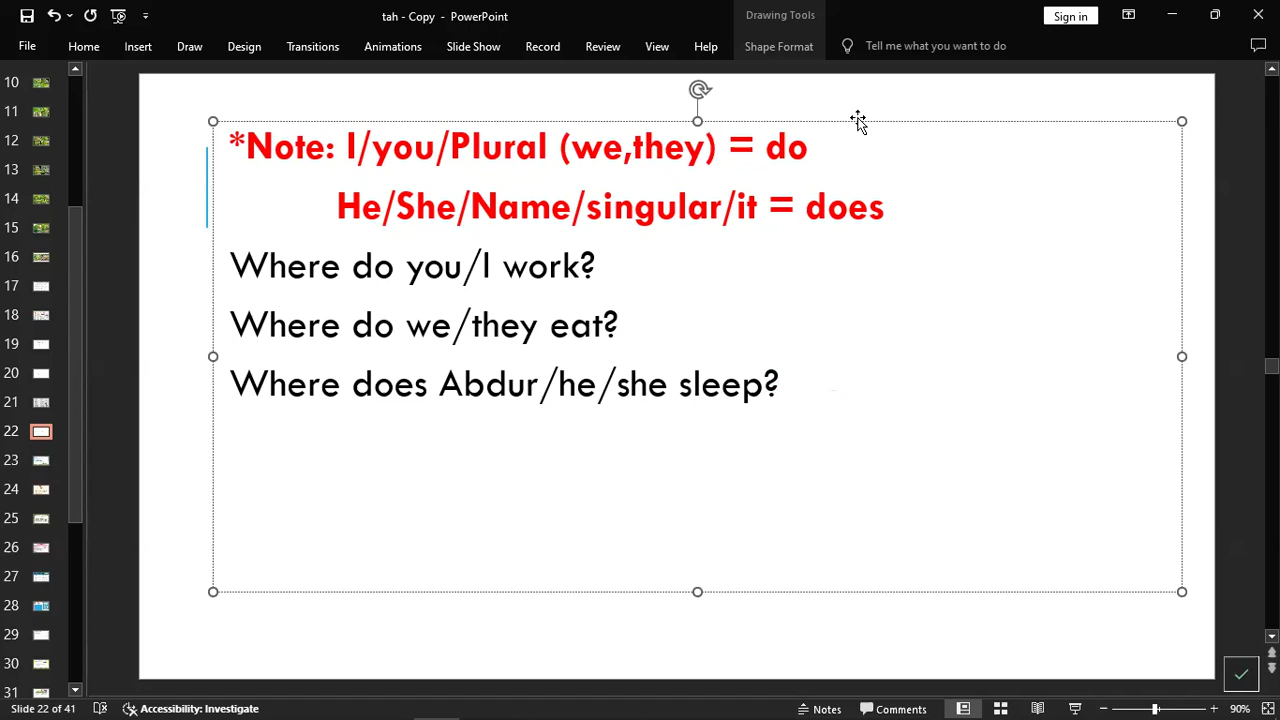 tah - Copy - PowerPoint
Drawing Tools
Sign in
File Home Insert Draw Design Transitions Animations Slide Show Record Review View Help Shape Format Tell me what you want to do
*Note: I/you/Plural (we,they) = do
He/She/Name/singular/it = does
Where do you/I work?
Where do we/they eat?
Where does Abdur/he/she sleep?
10
11
12
13
14
15
16
17
18
19
20
21
22
23
24
25
26
27
28
29
30
31
Slide 22 of 41 Accessibility: Investigate Notes Comments 90%